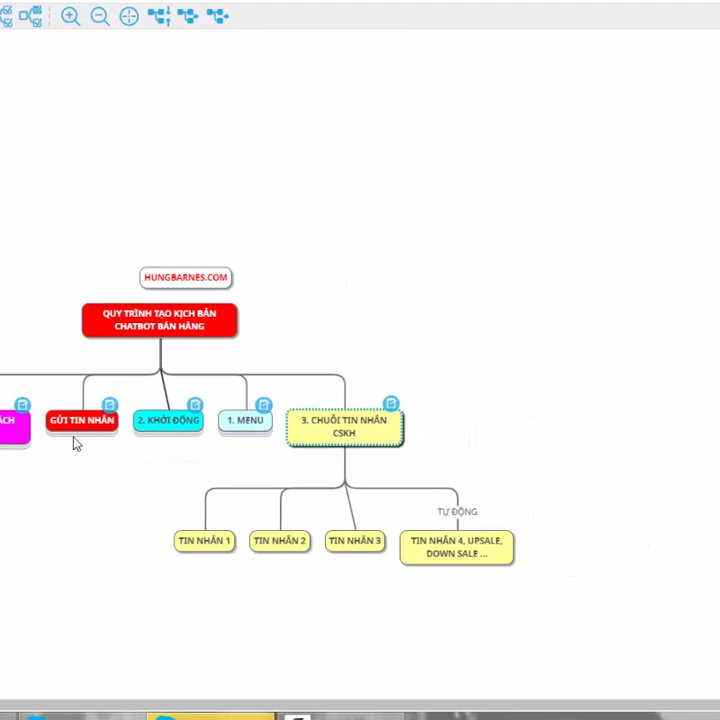 HUNGBARNES.COM
QUY TRÌNH TẠO KỊCH BẢN
CHATBOT BÁN HÀNG
ÁCH
GỬI TIN NHẮN
2. KHỞI ĐỘNG
1. MENU
3. CHUỖI TIN NHẮN
CSKH
TỰ ĐỘNG
TIN NHẮN 1
TIN NHẮN 2
TIN NHẮN 3
TIN NHẮN 4, UPSALE,
DOWN SALE ...